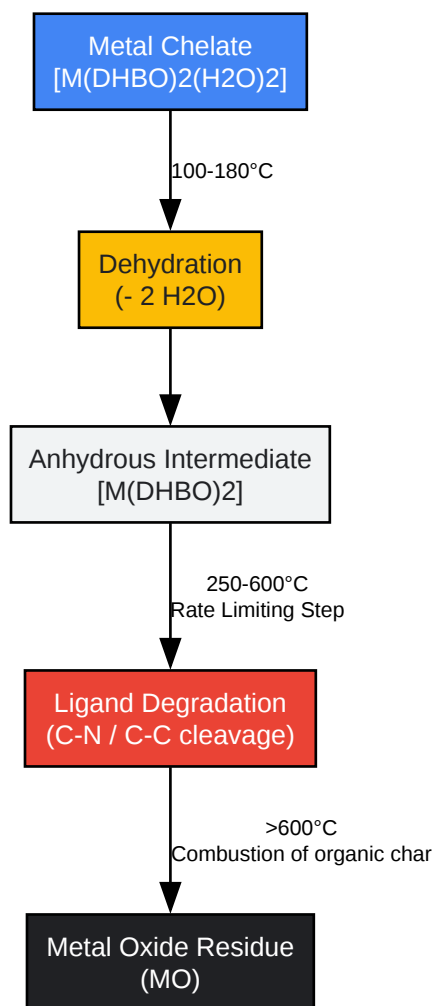 Metal Chelate
[M(DHBO)2(H2O)2]
100-180°C
Dehydration
(- 2 H2O)
Anhydrous Intermediate
[M(DHBO)2]
250-600°C
Rate Limiting Step
Ligand Degradation
(C-N / C-C cleavage)
>600°C
Combustion of organic char
Metal Oxide Residue
(MO)